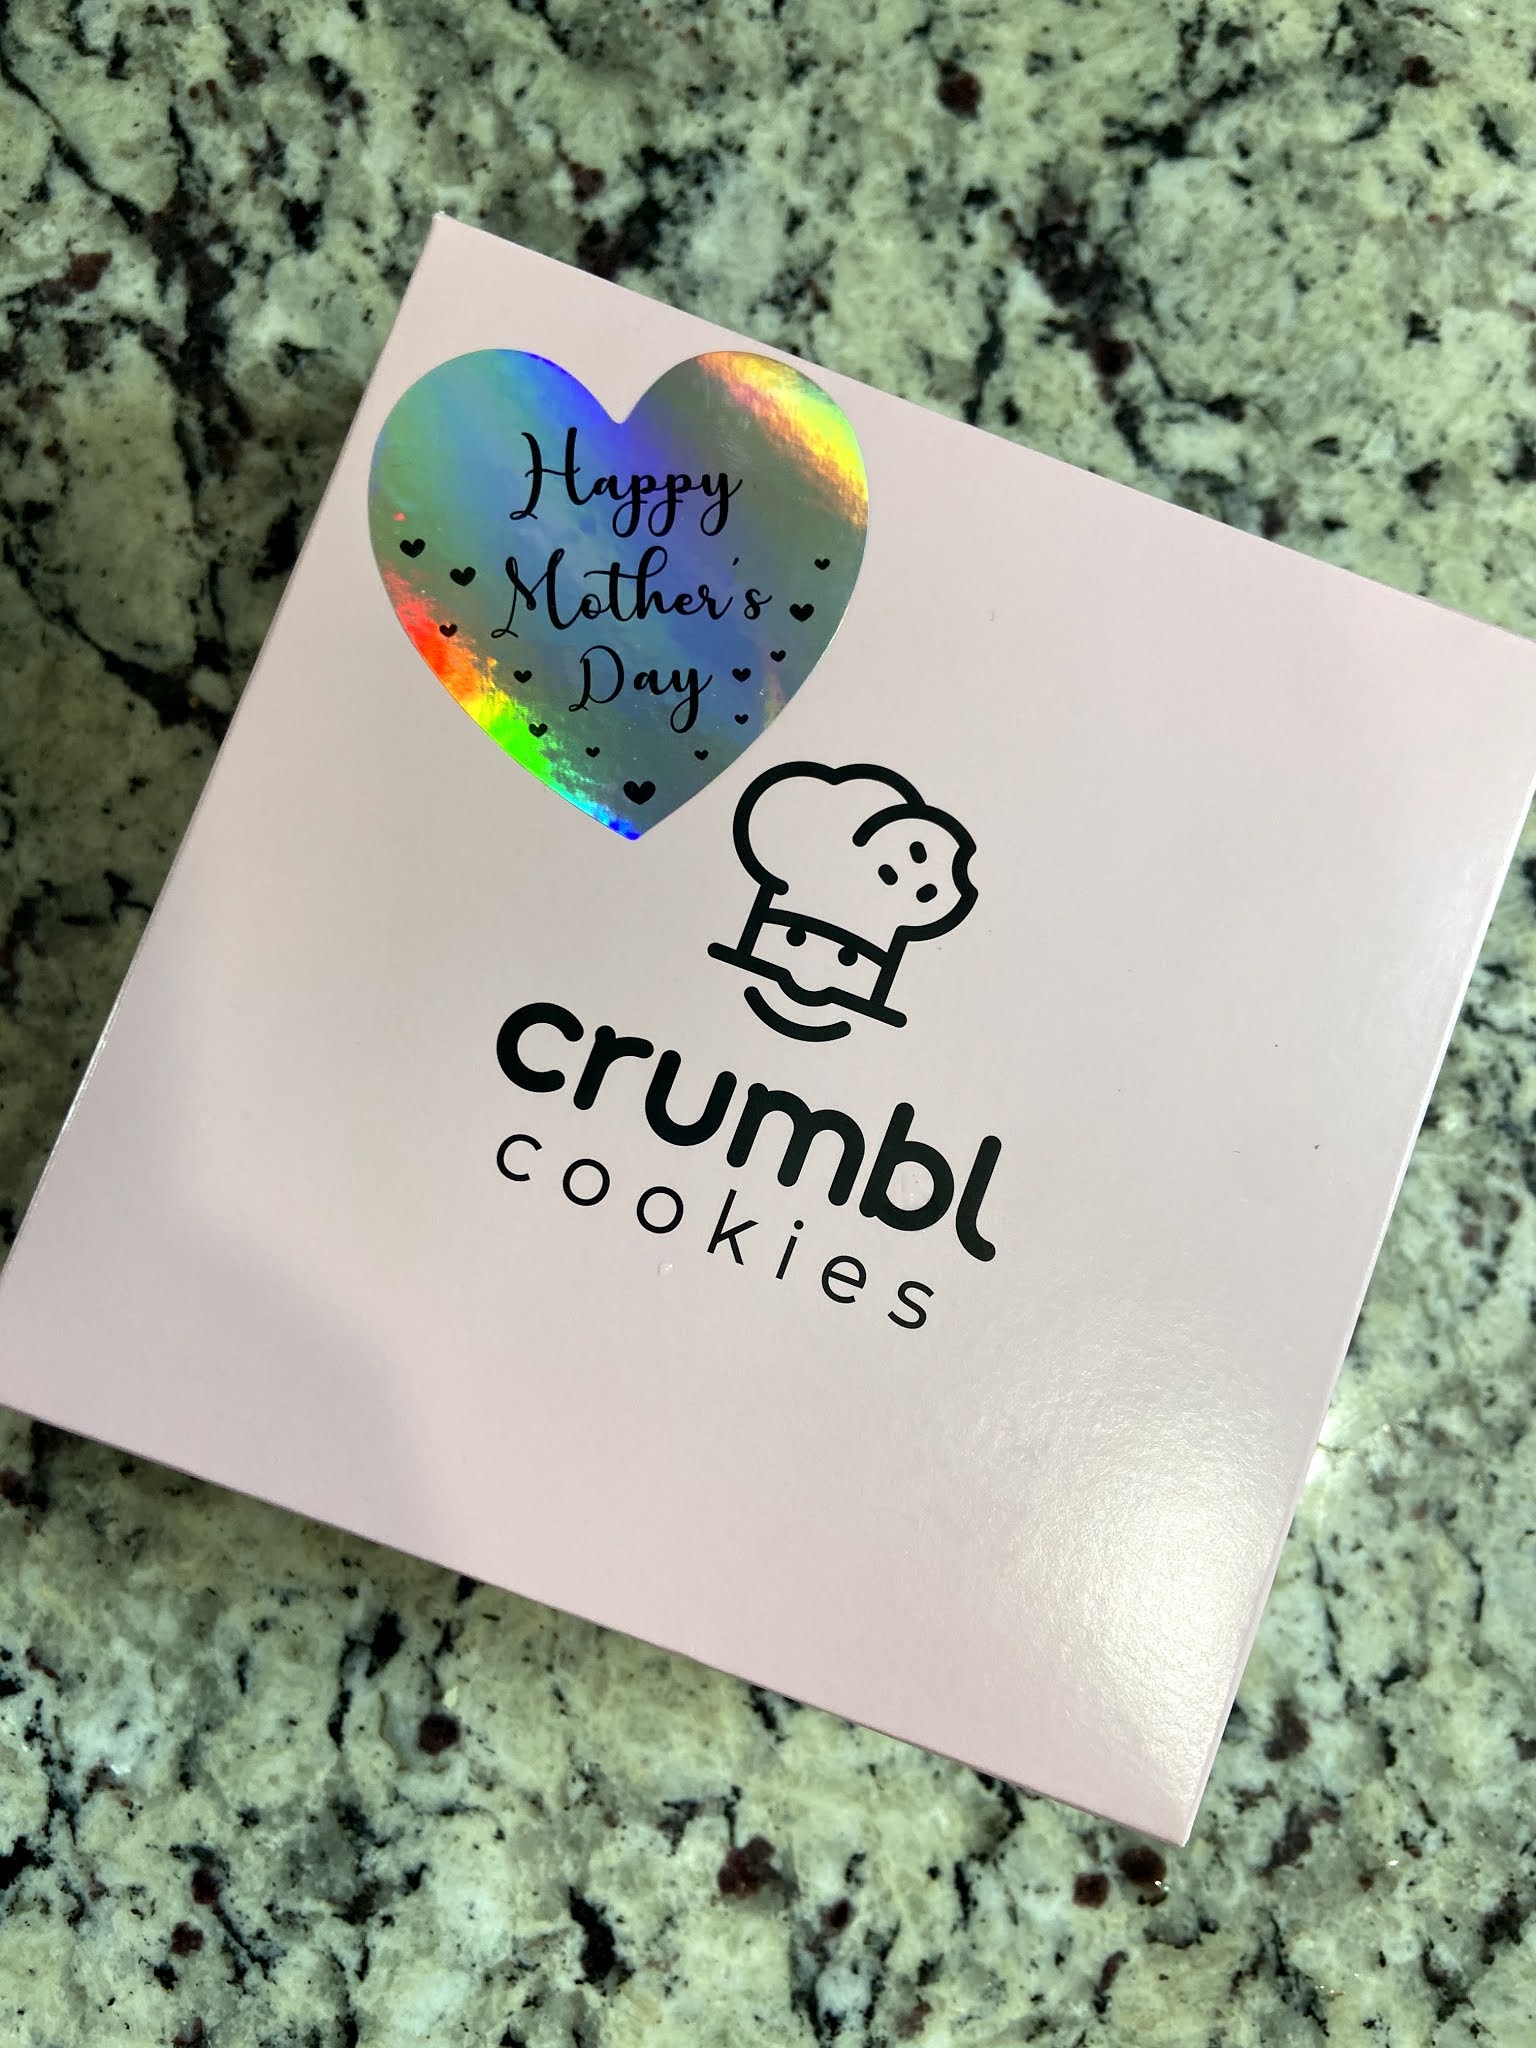 Happy
Mother's
Day
crumbl
cookies